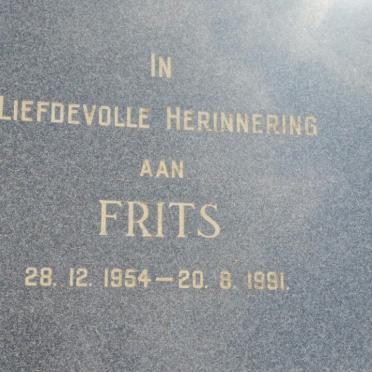 IN
LIEFDEVOLLE HERINNERING
AAN
FRITS
28. 12. 1954 — 20. 8. 1991.